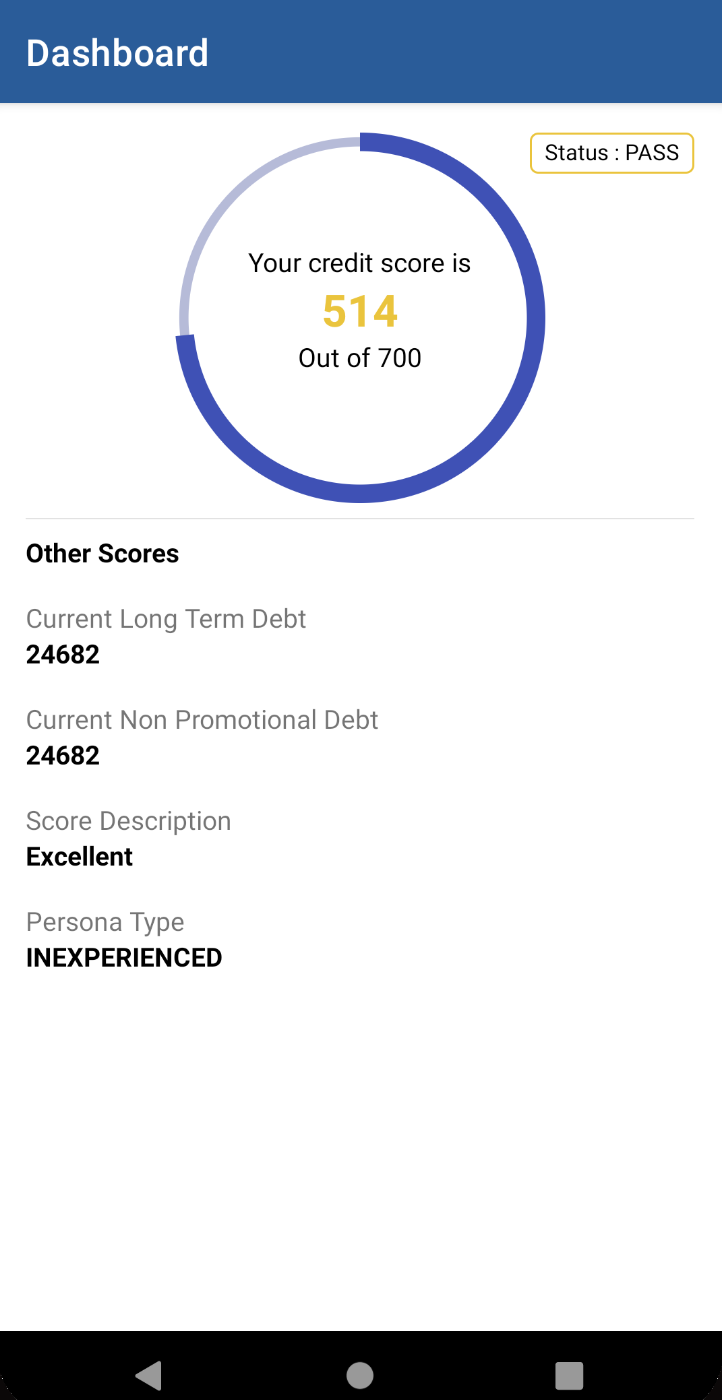 Dashboard
Status : PASS
Your credit score is
514
Out of 700
Other Scores
Current Long Term Debt
24682
Current Non Promotional Debt
24682
Score Description
Excellent
Persona Type
INEXPERIENCED